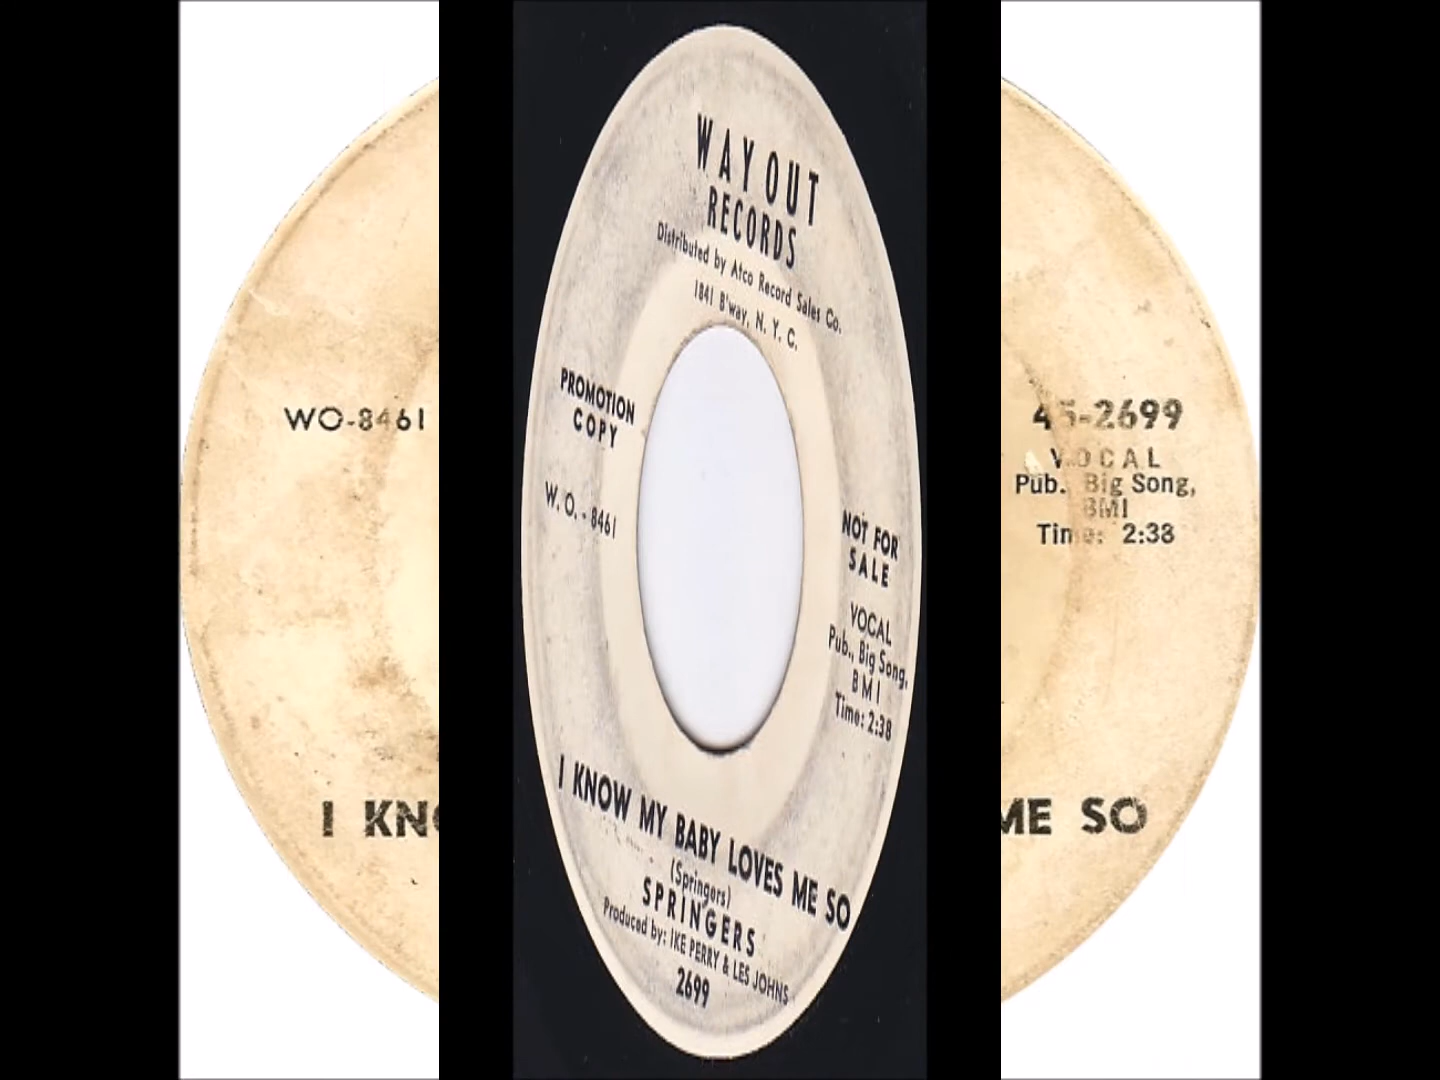 WAY OUT
RECORDS
Distributed by Atco Record Sales Co.
1841 B'way, N. Y. C.
PROMOTION
COPY
W. O. - 8461
NOT FOR
SALE
VOCAL
Pub., Big Song,
BMI
Time: 2:38
I KNOW MY BABY LOVES ME SO
(Springers)
SPRINGERS
Produced by: IKE PERRY & LES JOHNS
2699
WO-8461
45-2699
VOCAL
Pub. Big Song,
BMI
Time: 2:38
I KNO
ME SO